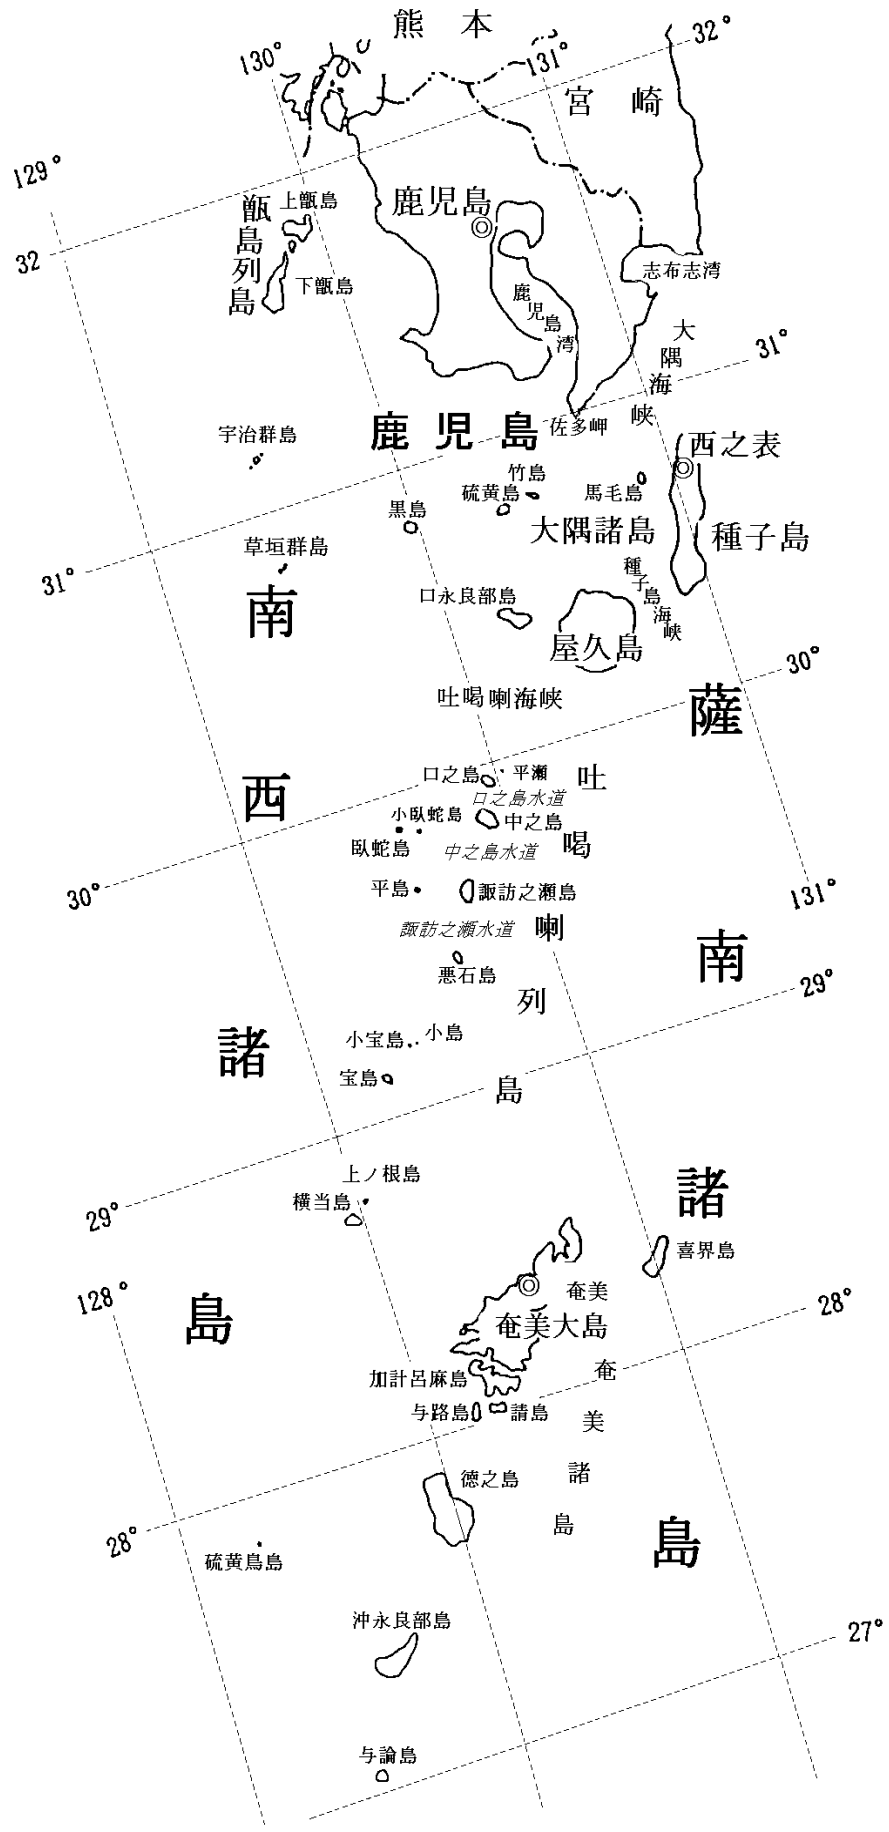 熊本
130°
131°
32°
宮崎
129°
鹿児島
上甑島
甑島列島
32
下甑島
志布志湾
鹿児島湾
大隅海峡
31°
鹿児島
佐多岬
宇治群島
西之表
竹島
硫黄島
馬毛島
黒島
大隅諸島
種子島
草垣群島
31°
種子島海峡
口永良部島
屋久島
30°
吐喝喇海峡
薩南諸島
南西諸島
口之島
平瀬
吐喝喇列島
口之島水道
小臥蛇島
中之島
臥蛇島
中之島水道
30°
平島
諏訪之瀬島
131°
諏訪之瀬水道
悪石島
29°
小宝島
小島
宝島
上ノ根島
横当島
29°
喜界島
128°
奄美
28°
奄美大島
加計呂麻島
奄美諸島
与路島
請島
徳之島
28°
硫黄鳥島
沖永良部島
27°
与論島